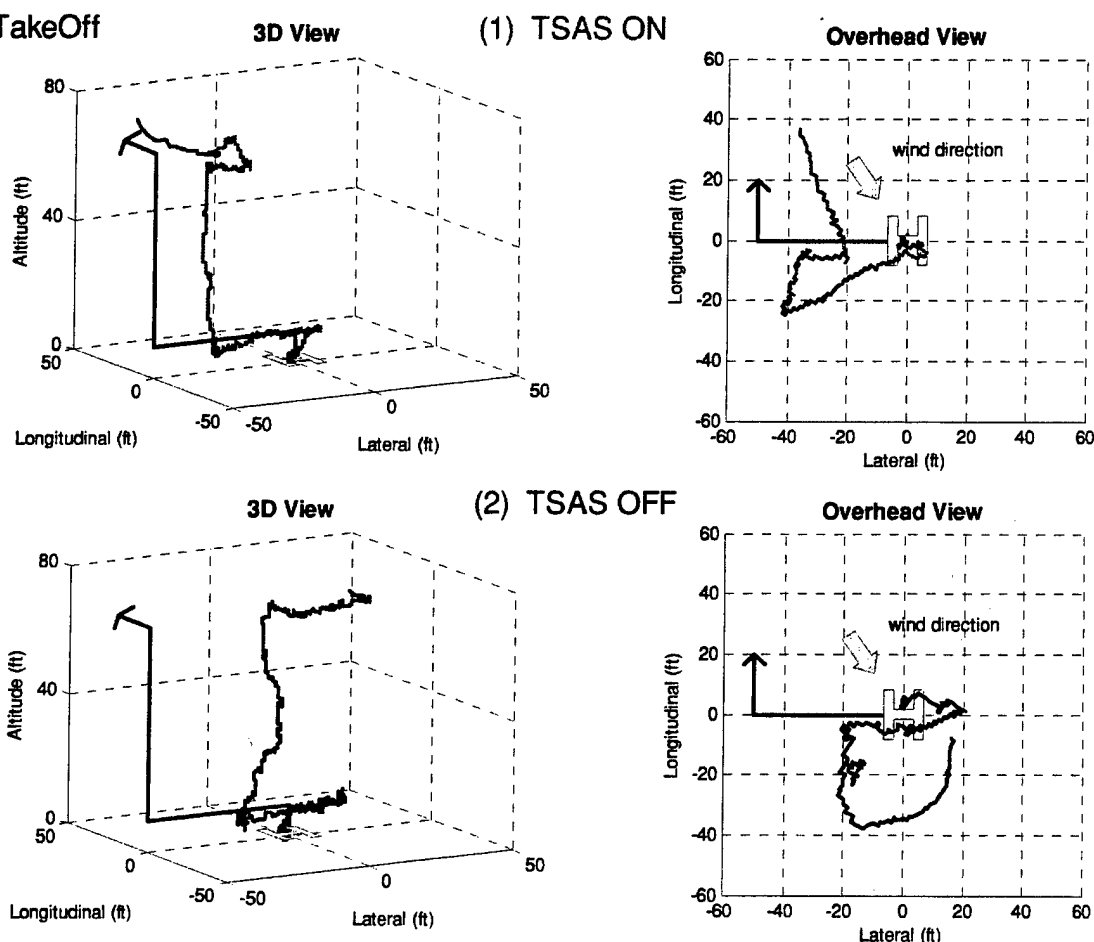 TakeOff
3D View
(1) TSAS ON
Overhead View
80
40
0
Altitude (ft)
50
0
-50
Longitudinal (ft)
-50
0
50
Lateral (ft)
60
40
20
0
-20
-40
-60
Longitudinal (ft)
wind direction
-60 -40 -20 0 20 40 60
Lateral (ft)
3D View
(2) TSAS OFF
Overhead View
80
40
0
Altitude (ft)
50
0
-50
Longitudinal (ft)
-50
0
50
Lateral (ft)
60
40
20
0
-20
-40
-60
Longitudinal (ft)
wind direction
H
-60 -40 -20 0 20 40 60
Lateral (ft)